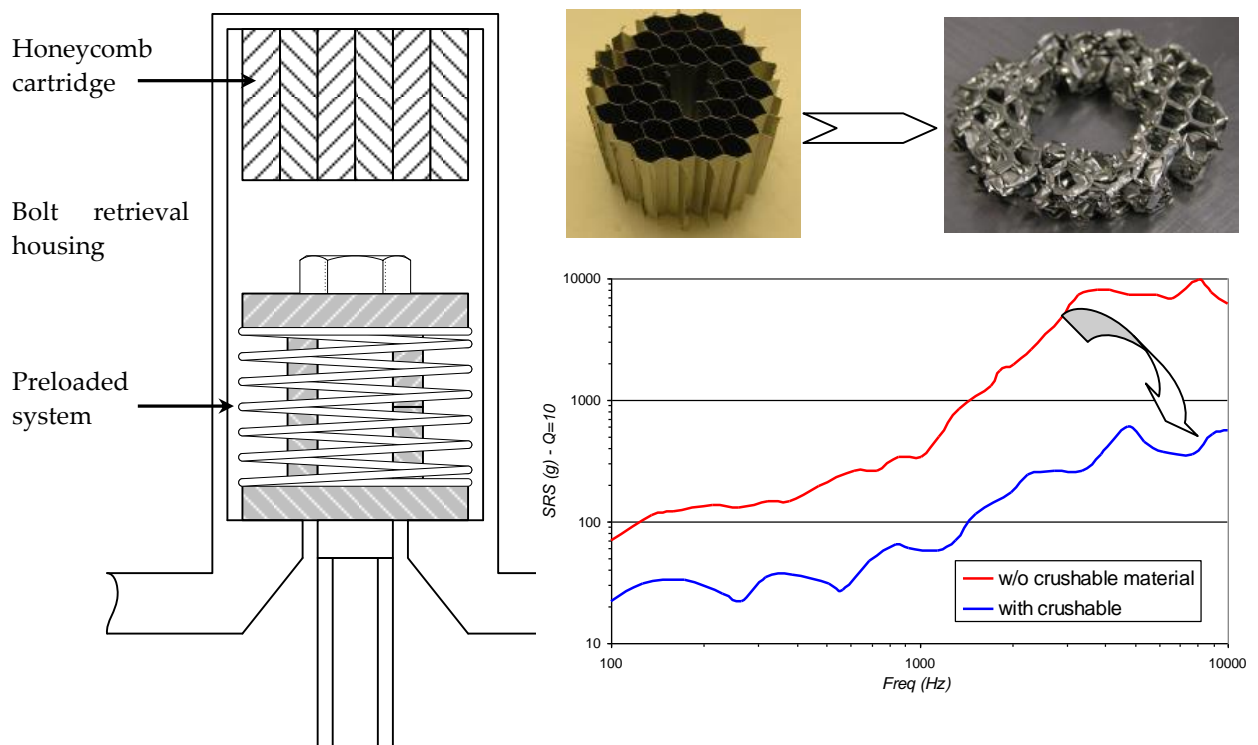 Honeycomb
cartridge
Bolt retrieval
housing
Preloaded
system
10000
1000
100
10
SRS (g) - Q=10
w/o crushable material
with crushable
100
1000
10000
Freq (Hz)